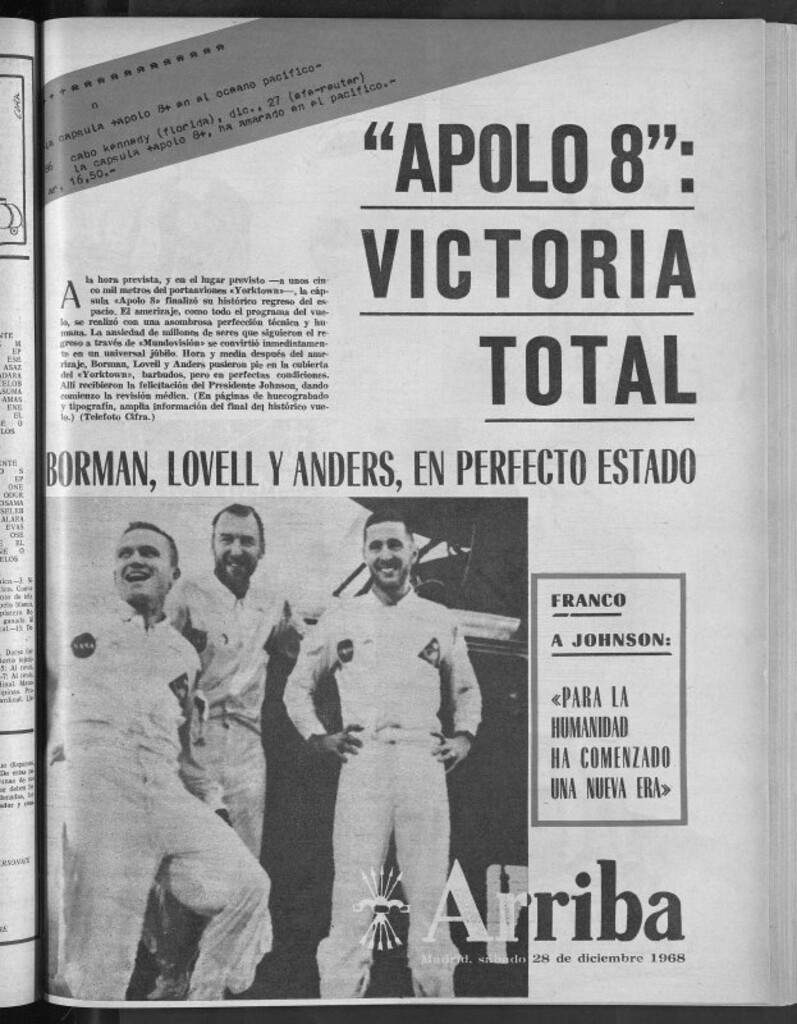 a capsula +apolo 8+ en el oceano pacifico-
cabo kennedy (florida), dic., 27 (efe-reuter)
la capsula +apolo 8+, ha amarado en el pacifico.-
16,50.-
“APOLO 8”:
VICTORIA
TOTAL
A la hora prevista, y en el lugar previsto —a unos cin-
co mil metros del portaaviones «Yorktown»—, la cáp-
sula «Apolo 8» finalizó su histórico regreso del es-
pacio. El amerizaje, como todo el programa del vue-
lo, se realizó con una asombrosa perfección técnica y hu-
mana. La ansiedad de millones de seres que siguieron el re-
greso a través de «Mundovisión» se convirtió inmediatamen-
te en un universal júbilo. Hora y media después del ame-
rizaje, Borman, Lovell y Anders pusieron pie en la cubierta
del «Yorktown», barbudos, pero en perfectas condiciones.
Allí recibieron la felicitación del Presidente Johnson, dando
comienzo la revisión médica. (En páginas de huecograbado
y tipografía, amplia información del final del histórico vue-
lo.) (Telefoto Cifra.)
BORMAN, LOVELL Y ANDERS, EN PERFECTO ESTADO
FRANCO
A JOHNSON:
«PARA LA
HUMANIDAD
HA COMENZADO
UNA NUEVA ERA»
Arriba
Madrid, sábado 28 de diciembre 1968